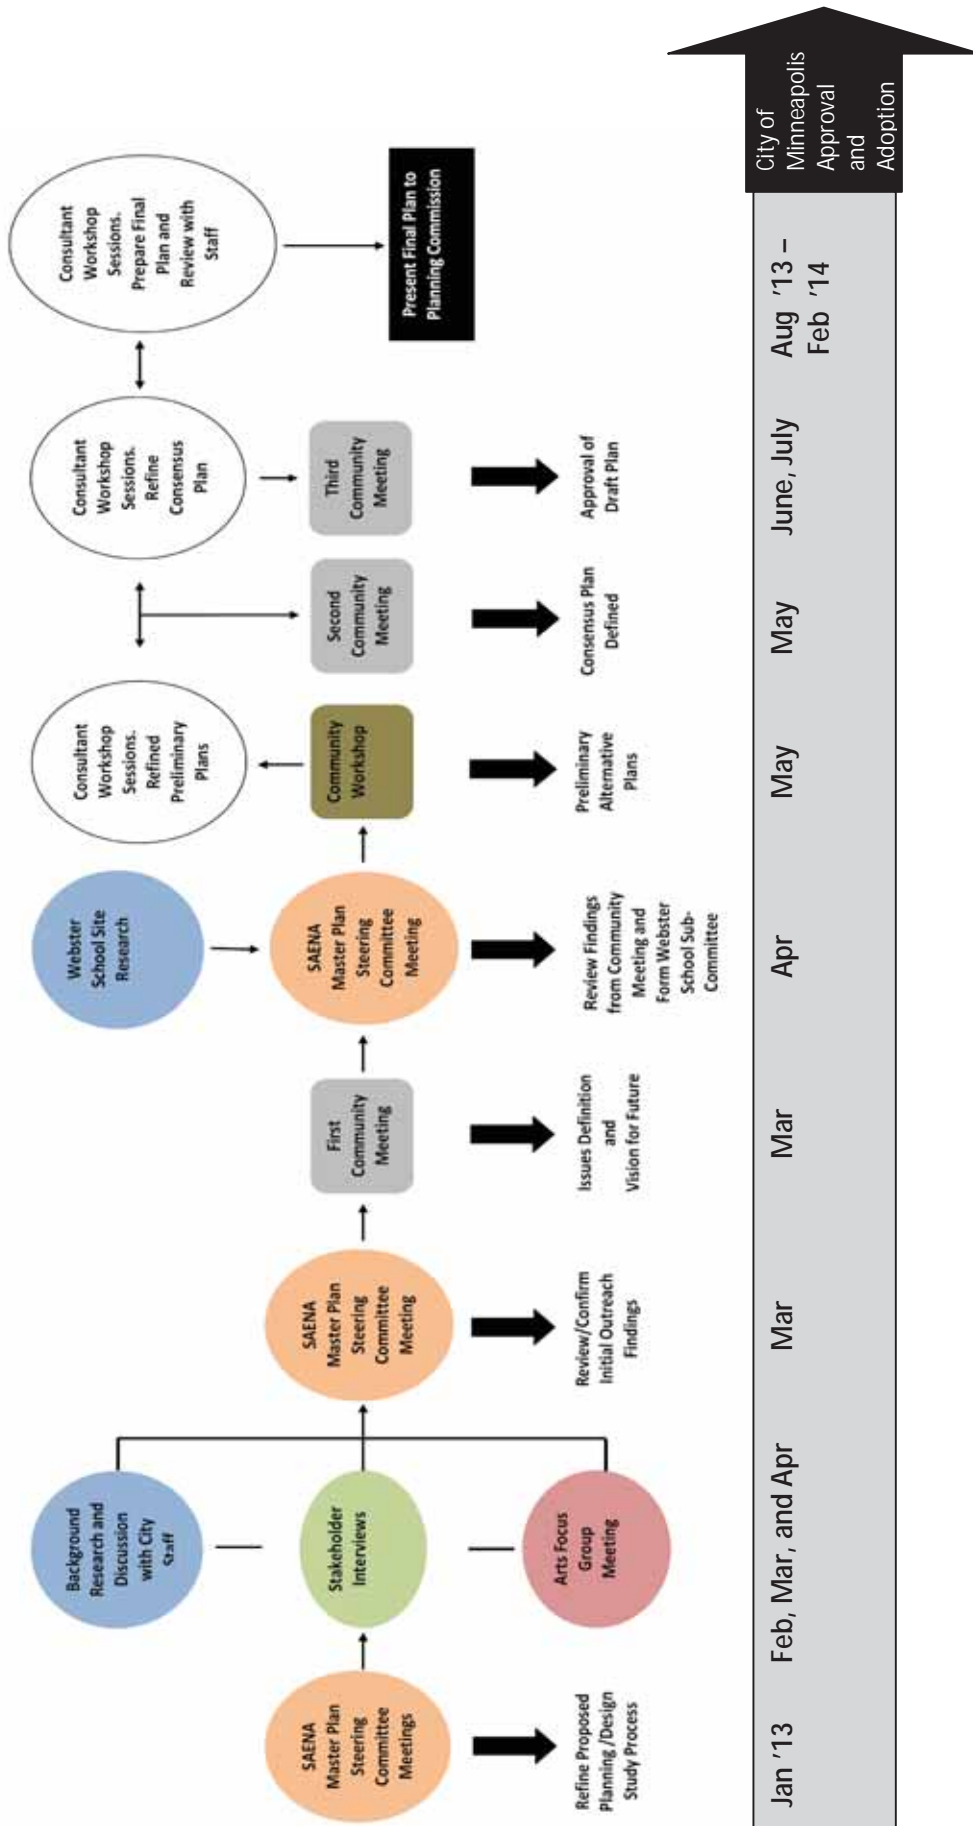 SAENA
Master Plan
Steering
Committee
Meetings
Refine Proposed
Planning /Design
Study Process
Background
Research and
Discussion
with City
Staff
Stakeholder
Interviews
Arts Focus
Group
Meeting
SAENA
Master Plan
Steering
Committee
Meeting
Review/Confirm
Initial Outreach
Findings
First
Community
Meeting
Issues Definition
and
Vision for Future
Webster
School Site
Research
SAENA
Master Plan
Steering
Committee
Meeting
Review Findings
from Community
Meeting and
Form Webster
School Sub-
Committee
Consultant
Workshop
Sessions.
Refined
Preliminary
Plans
Community
Workshop
Preliminary
Alternative
Plans
Second
Community
Meeting
Consensus Plan
Defined
Consultant
Workshop
Sessions.
Refine
Consensus
Plan
Third
Community
Meeting
Approval of
Draft Plan
Consultant
Workshop
Sessions.
Prepare Final
Plan and
Review with
Staff
Present Final Plan to
Planning Commission
Jan '13
Feb, Mar, and Apr
Mar
Mar
Apr
May
May
June, July
Aug '13 –
Feb '14
City of
Minneapolis
Approval
and
Adoption